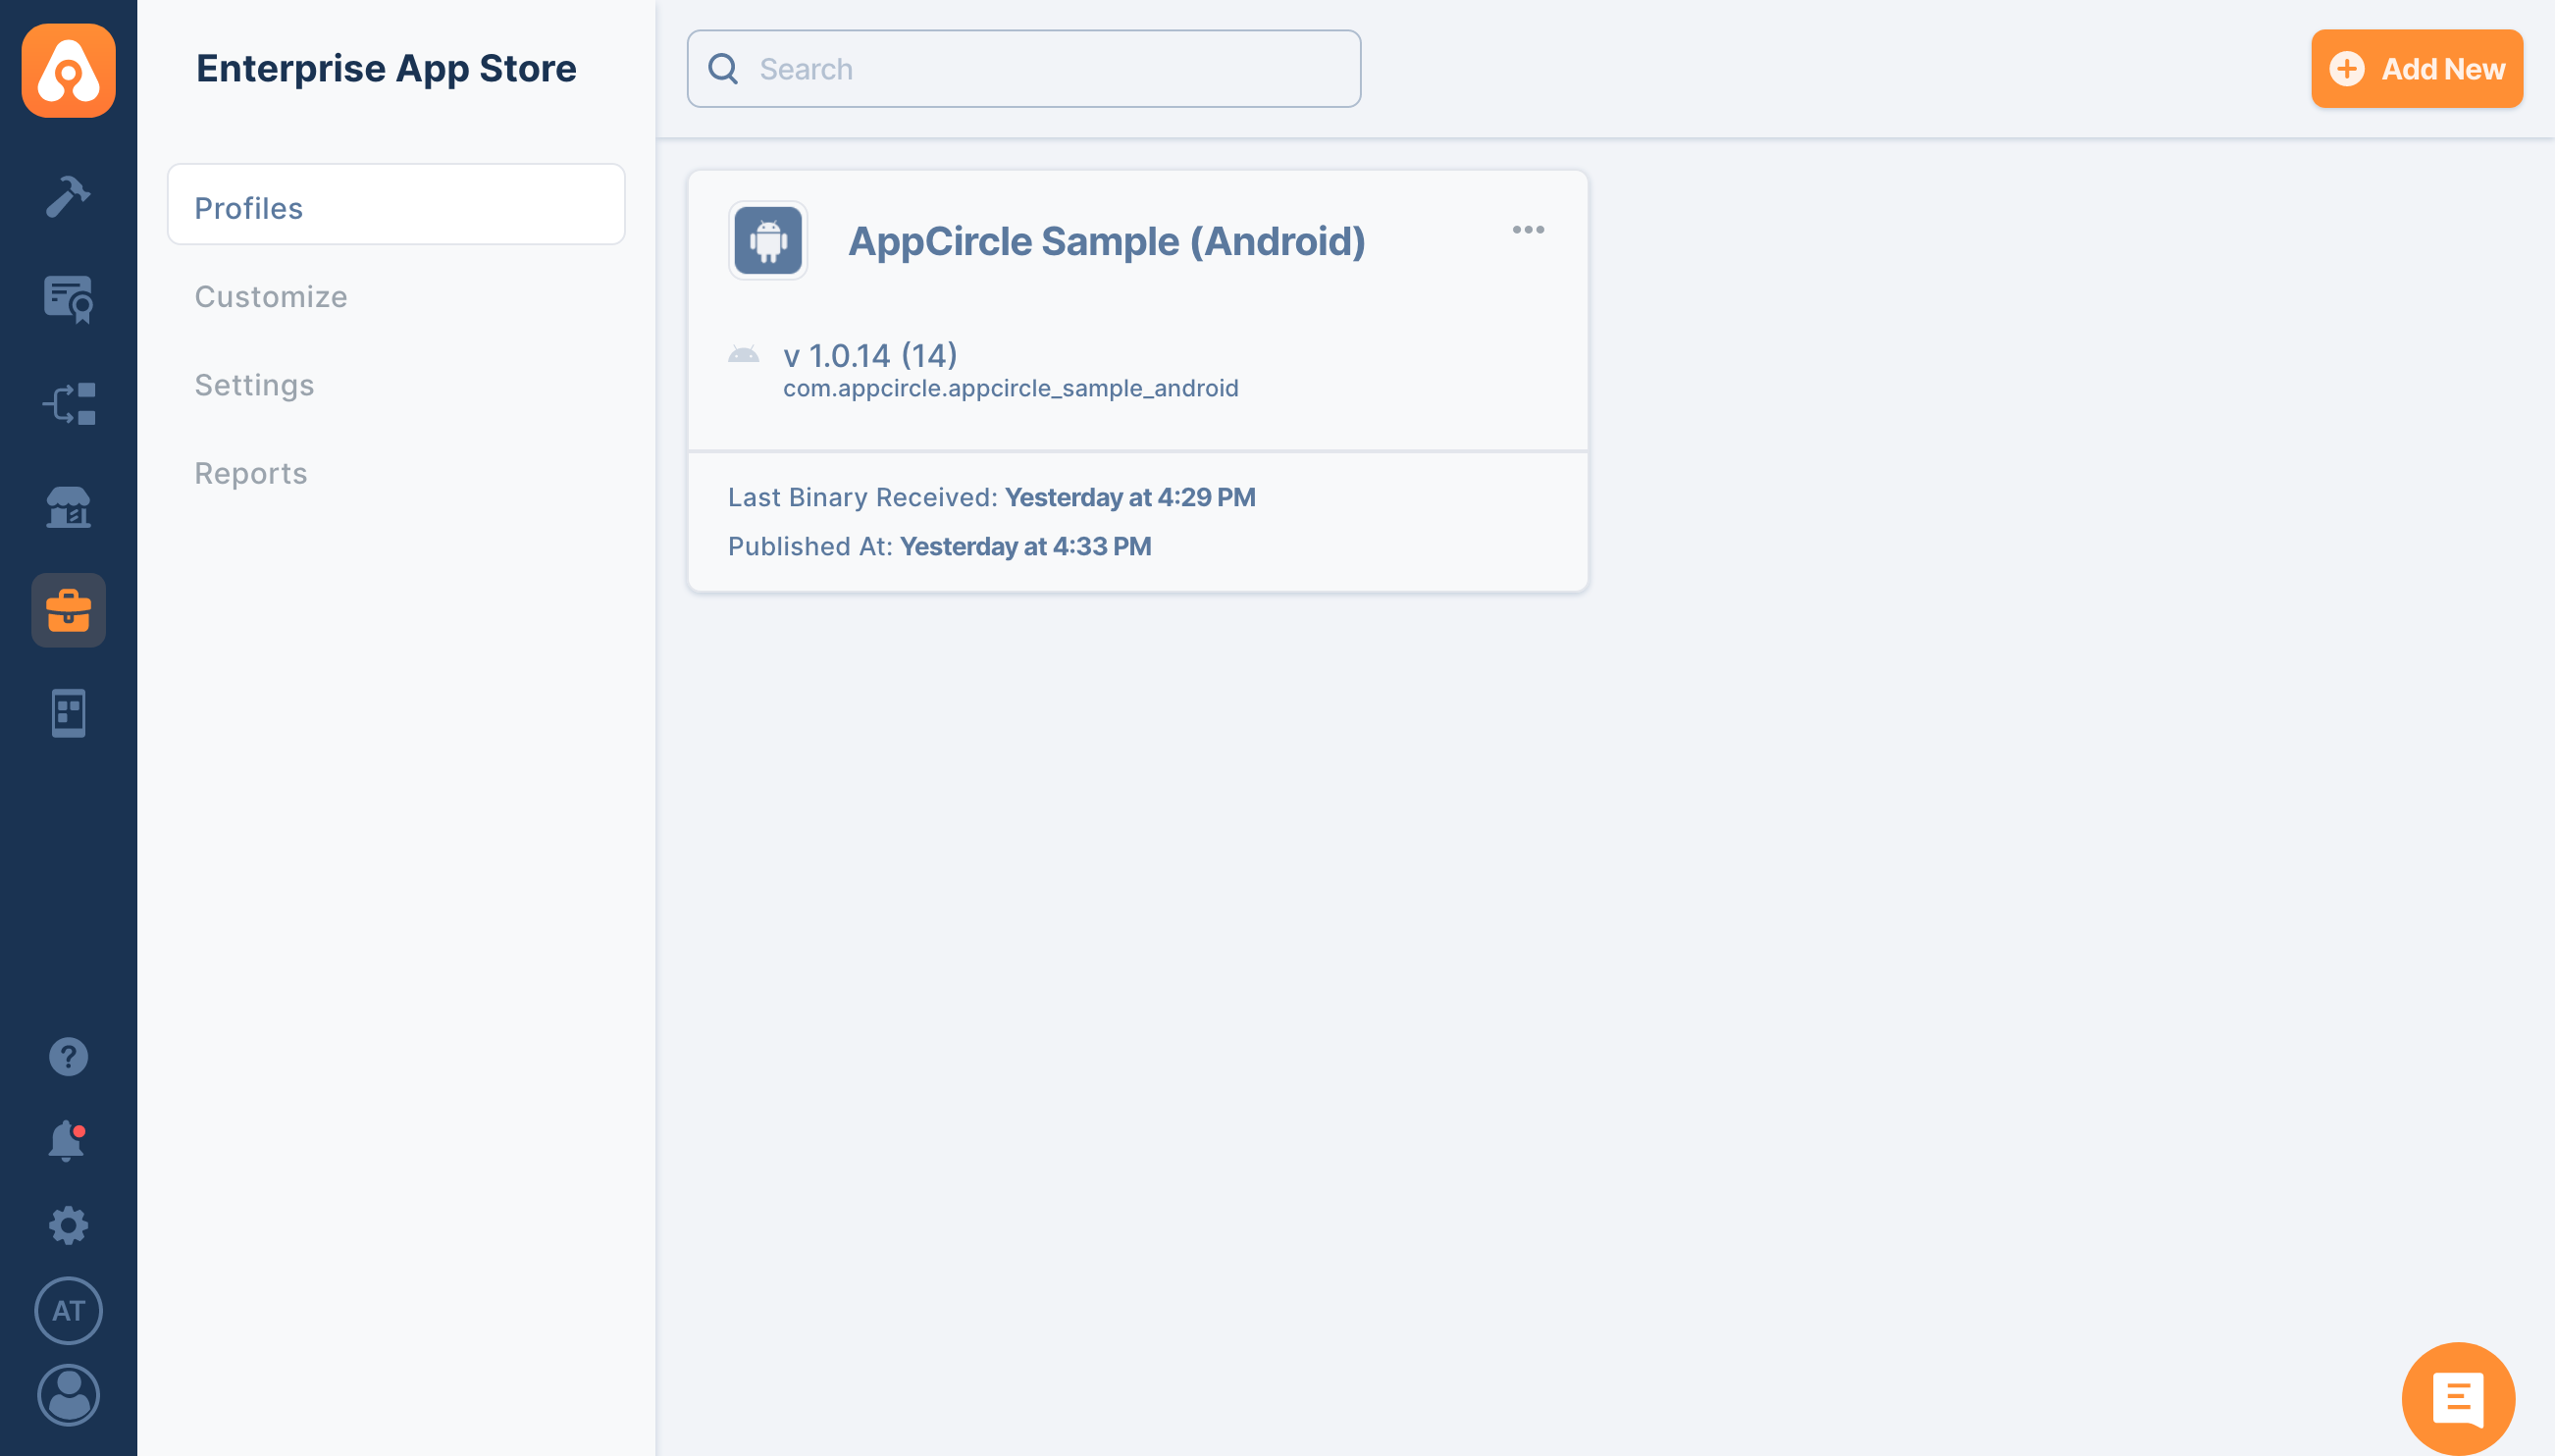 Enterprise App Store
Profiles
Customize
Settings
Reports
AT
Search
Add New
AppCircle Sample (Android)
v 1.0.14 (14)
com.appcircle.appcircle_sample_android
Last Binary Received: Yesterday at 4:29 PM
Published At: Yesterday at 4:33 PM